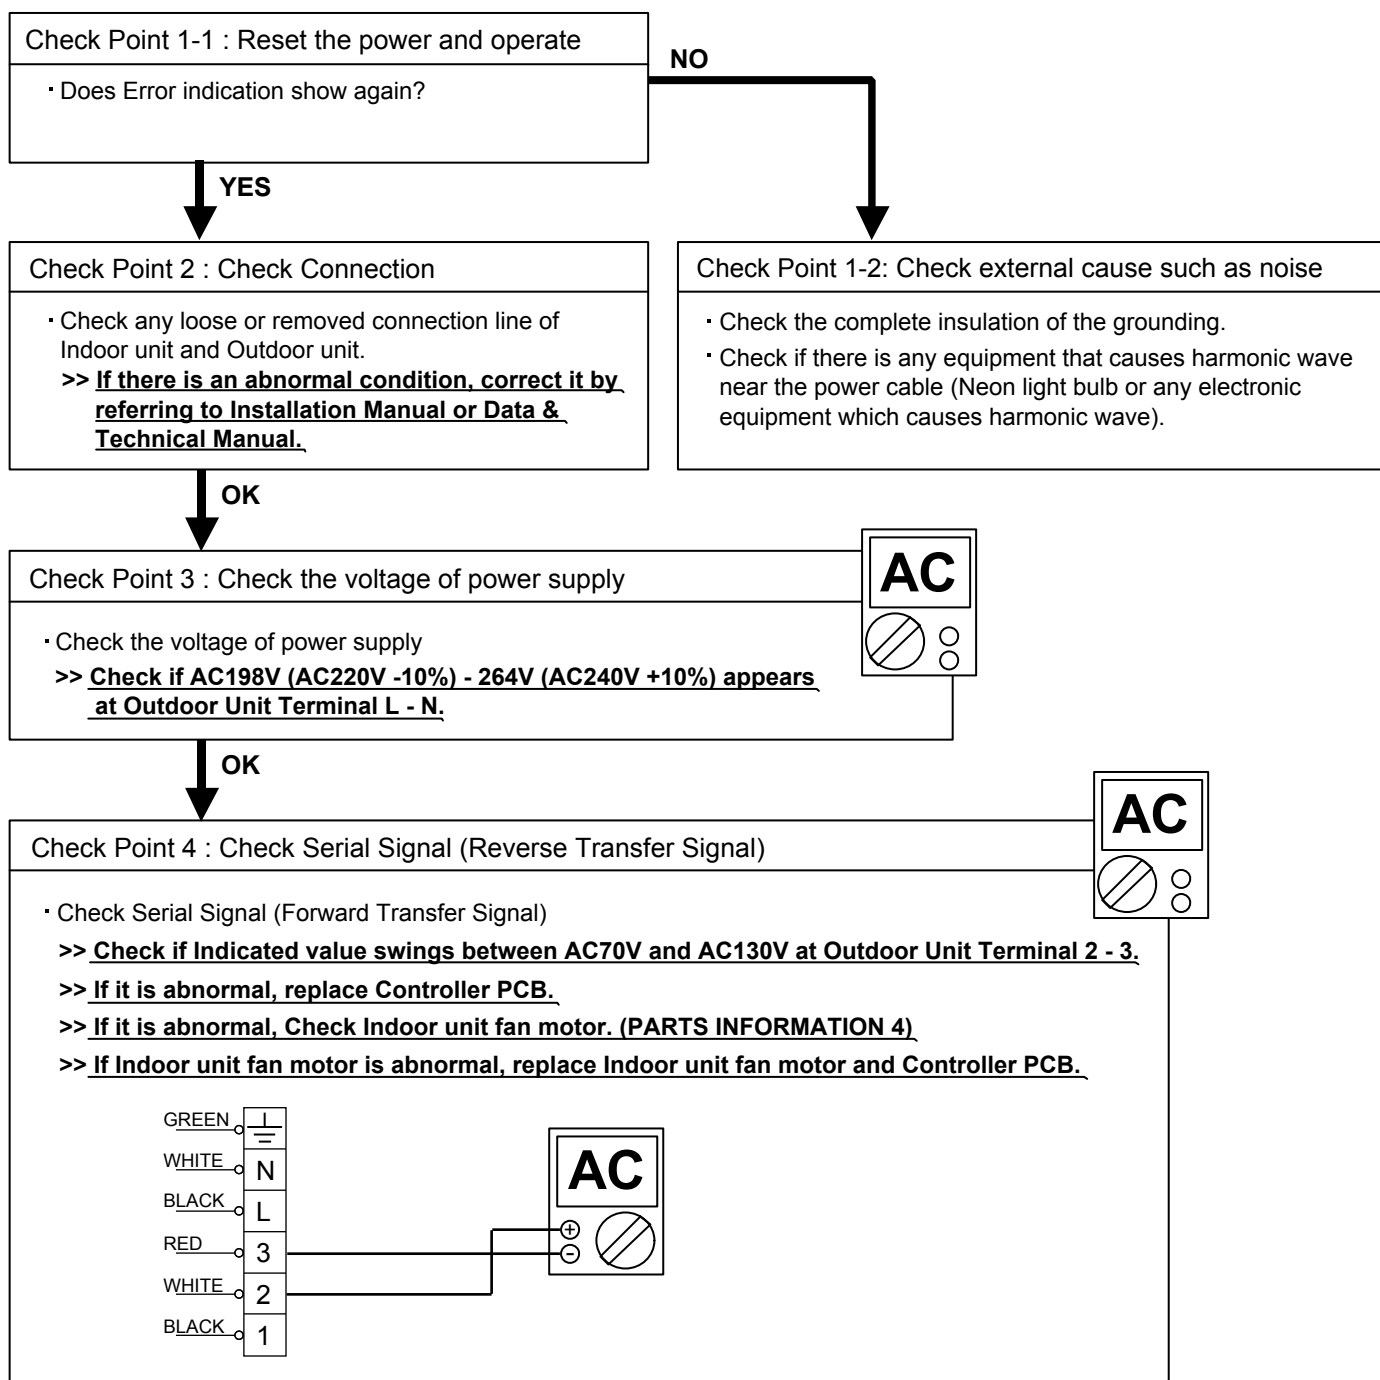 Check Point 1-1 : Reset the power and operate
・Does Error indication show again?
NO
YES
Check Point 2 : Check Connection
・Check any loose or removed connection line of
Indoor unit and Outdoor unit.
>> If there is an abnormal condition, correct it by
referring to Installation Manual or Data &
Technical Manual.
Check Point 1-2: Check external cause such as noise
・Check the complete insulation of the grounding.
・Check if there is any equipment that causes harmonic wave
near the power cable (Neon light bulb or any electronic
equipment which causes harmonic wave).
OK
Check Point 3 : Check the voltage of power supply
AC
・Check the voltage of power supply
>> Check if AC198V (AC220V -10%) - 264V (AC240V +10%) appears
at Outdoor Unit Terminal L - N.
OK
Check Point 4 : Check Serial Signal (Reverse Transfer Signal)
AC
・Check Serial Signal (Forward Transfer Signal)
>> Check if Indicated value swings between AC70V and AC130V at Outdoor Unit Terminal 2 - 3.
>> If it is abnormal, replace Controller PCB.
>> If it is abnormal, Check Indoor unit fan motor. (PARTS INFORMATION 4)
>> If Indoor unit fan motor is abnormal, replace Indoor unit fan motor and Controller PCB.
GREEN
WHITE N
BLACK L
RED 3
WHITE 2
BLACK 1
AC
+
-